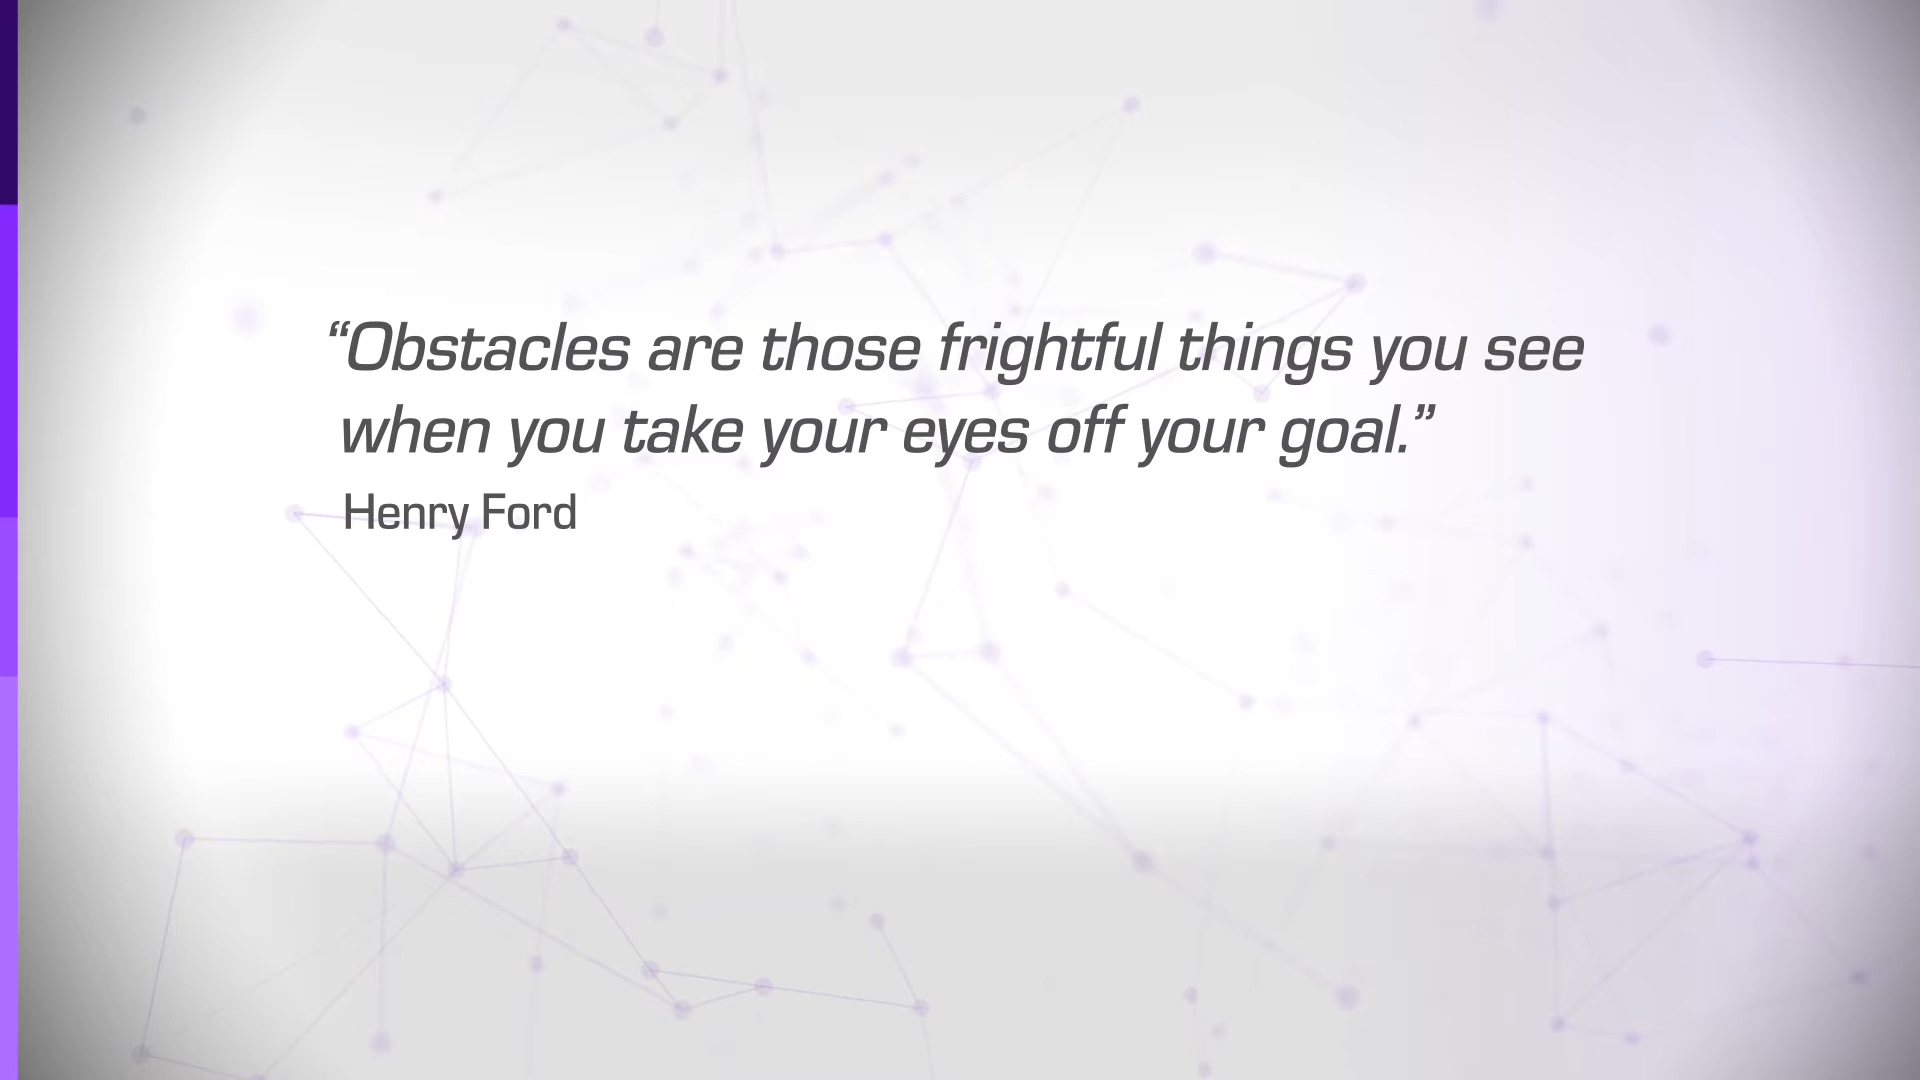 “Obstacles are those frightful things you see
when you take your eyes off your goal.”
Henry Ford